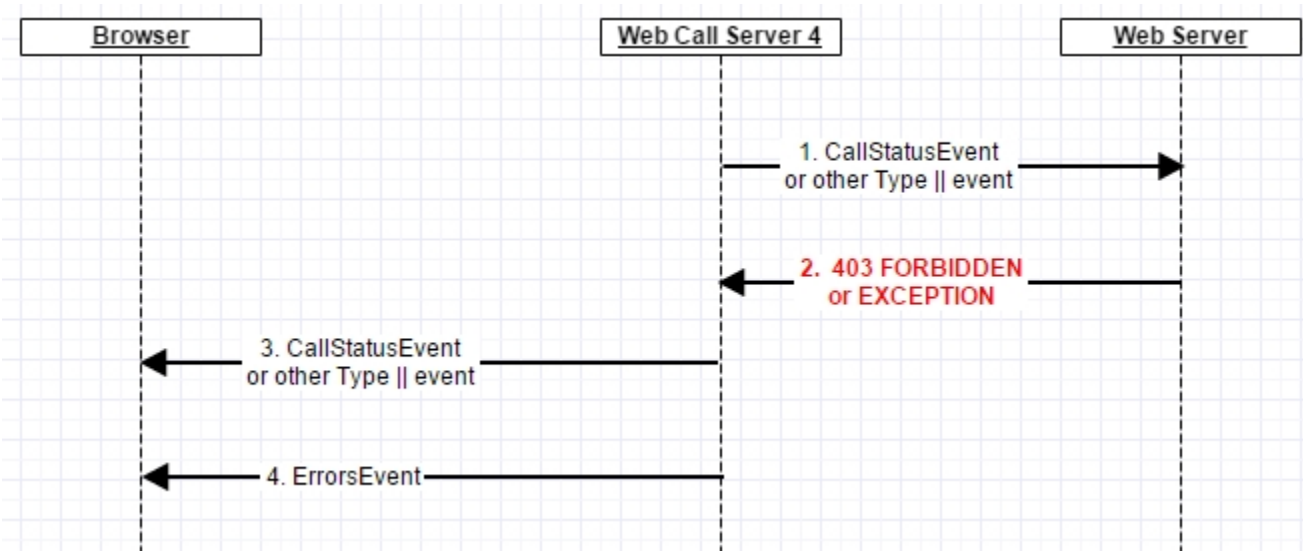 Browser
Web Call Server 4
Web Server
1. CallStatusEvent
or other Type || event
2. 403 FORBIDDEN
or EXCEPTION
3. CallStatusEvent
or other Type || event
4. ErrorsEvent